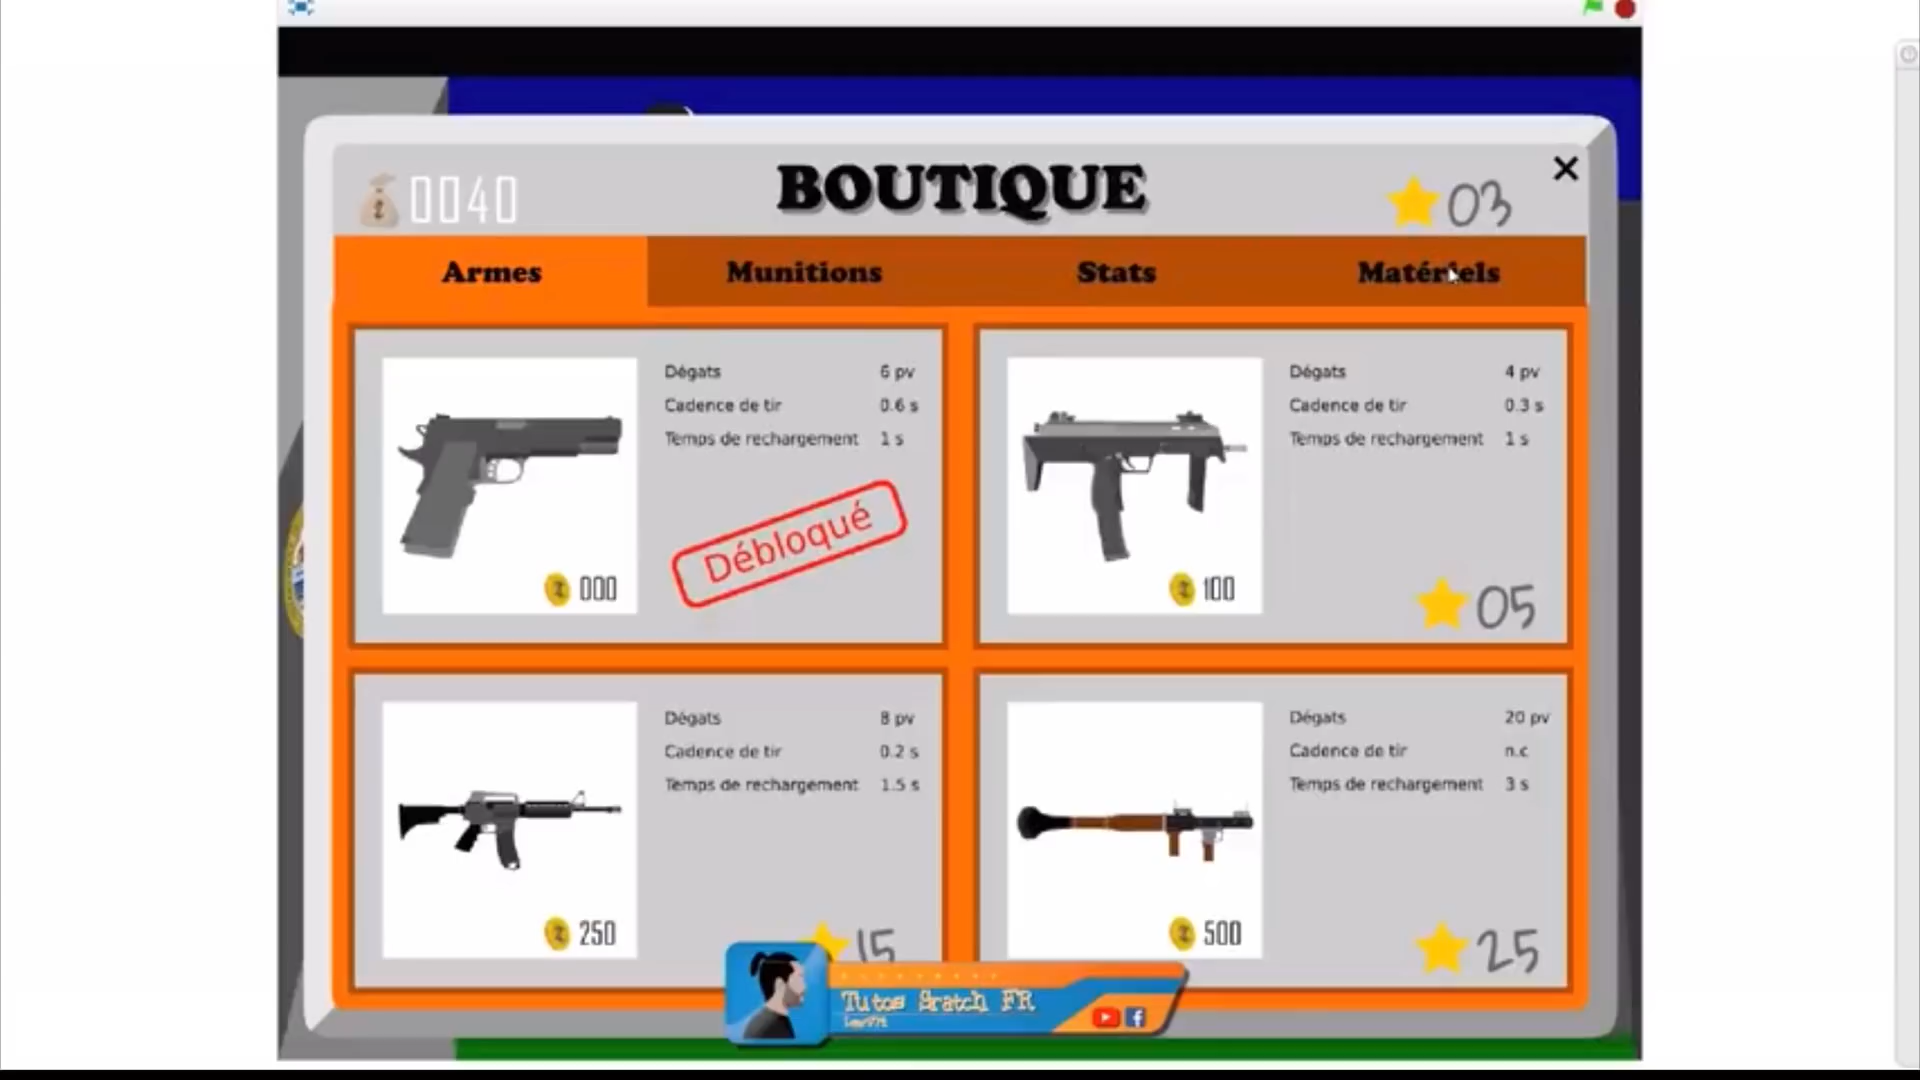 0040
BOUTIQUE
03
Armes
Munitions
Stats
Matériels
Dégats 6 pv
Cadence de tir 0.6 s
Temps de rechargement 1 s
Débloqué
000
Dégats 4 pv
Cadence de tir 0.3 s
Temps de rechargement 1 s
100
05
Dégats 8 pv
Cadence de tir 0.2 s
Temps de rechargement 1.5 s
250
15
Dégats 20 pv
Cadence de tir n.c
Temps de rechargement 3 s
500
25
Tutos Sratch FR